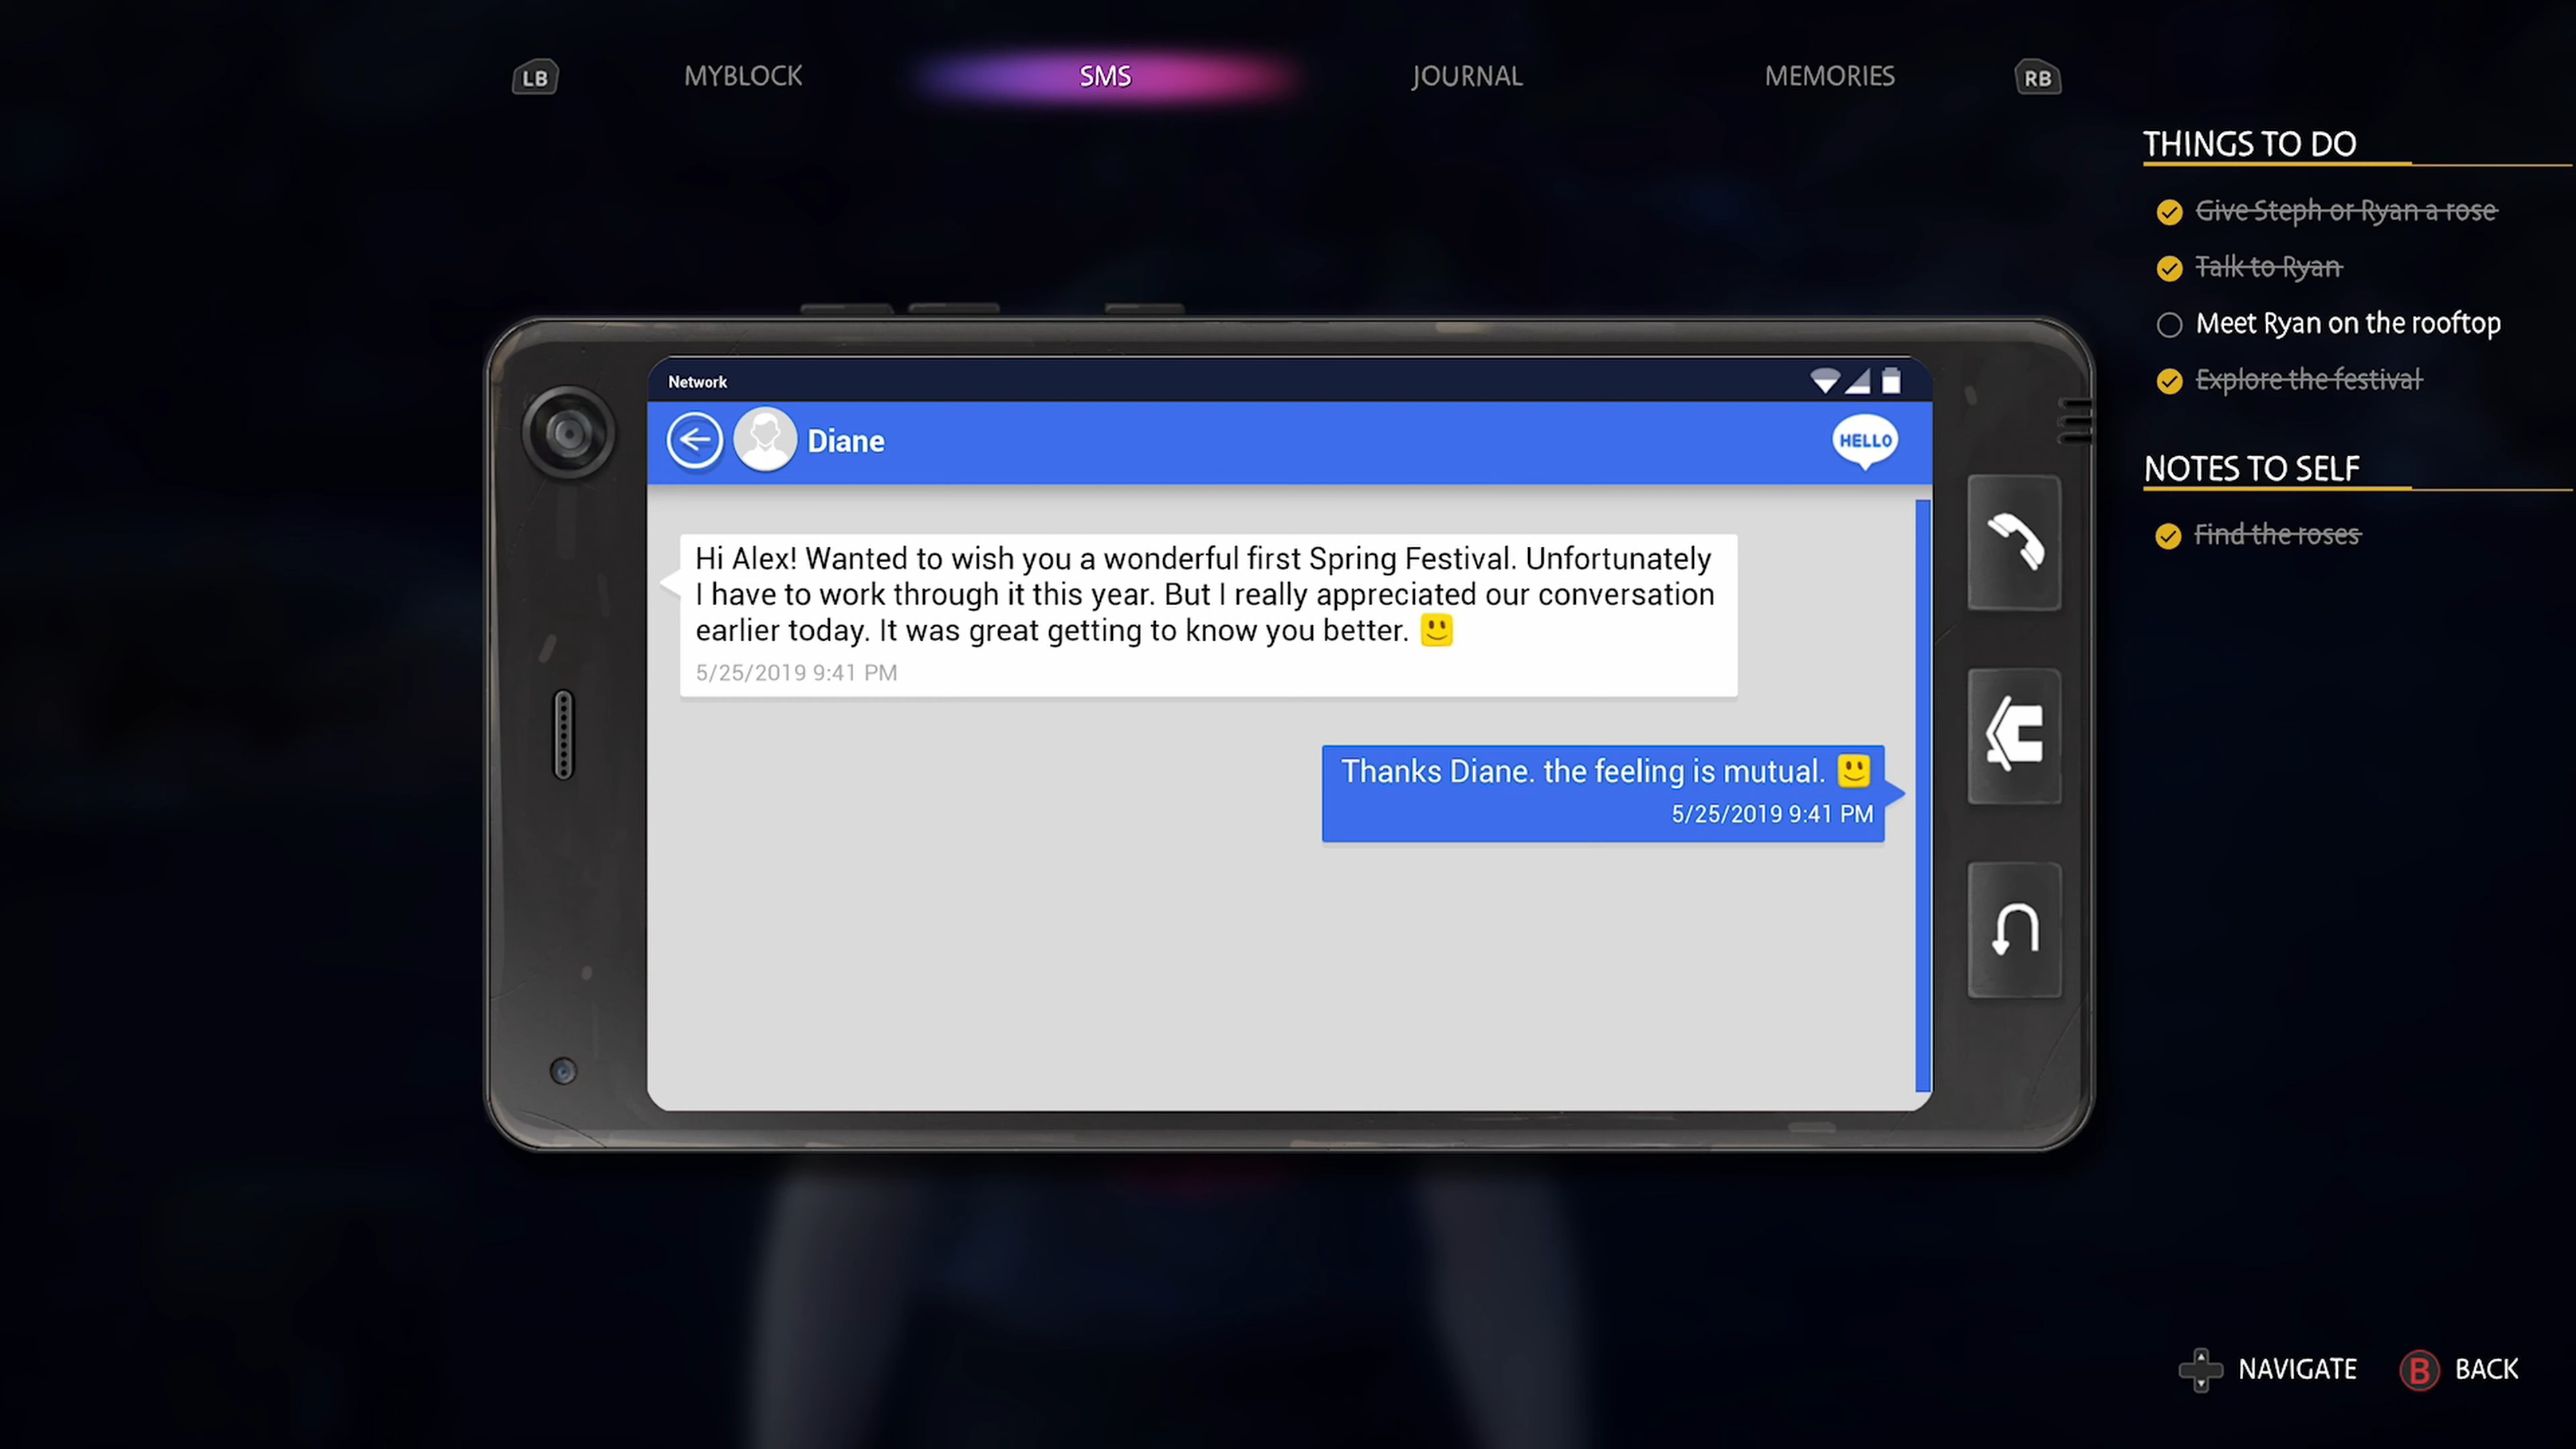 LB MYBLOCK SMS JOURNAL MEMORIES RB
THINGS TO DO
Give Steph or Ryan a rose
Talk to Ryan
Meet Ryan on the rooftop
Explore the festival
NOTES TO SELF
Find the roses
Network
Diane
HELLO
Hi Alex! Wanted to wish you a wonderful first Spring Festival. Unfortunately
I have to work through it this year. But I really appreciated our conversation
earlier today. It was great getting to know you better.
5/25/2019 9:41 PM
Thanks Diane. the feeling is mutual.
5/25/2019 9:41 PM
NAVIGATE B BACK